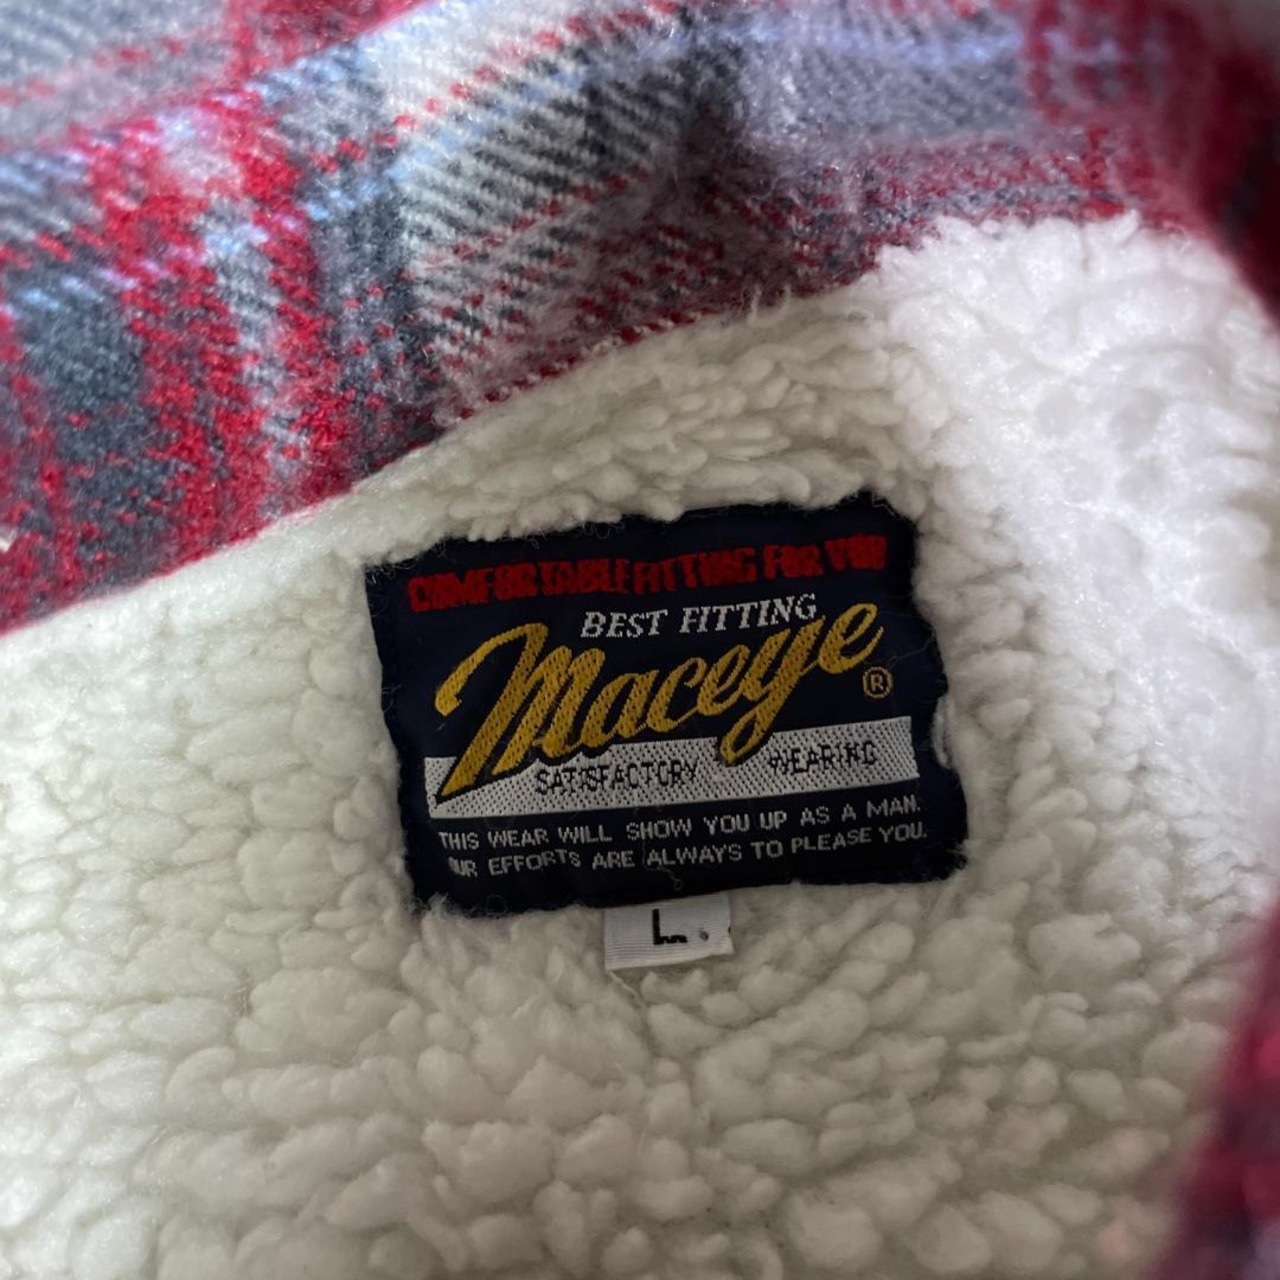 COMFORTABLE FITTING FOR YOU
BEST FITTING
Maceye ®
SATISFACTORY WEARING
THIS WEAR WILL SHOW YOU UP AS A MAN.
OUR EFFORTS ARE ALWAYS TO PLEASE YOU.
L